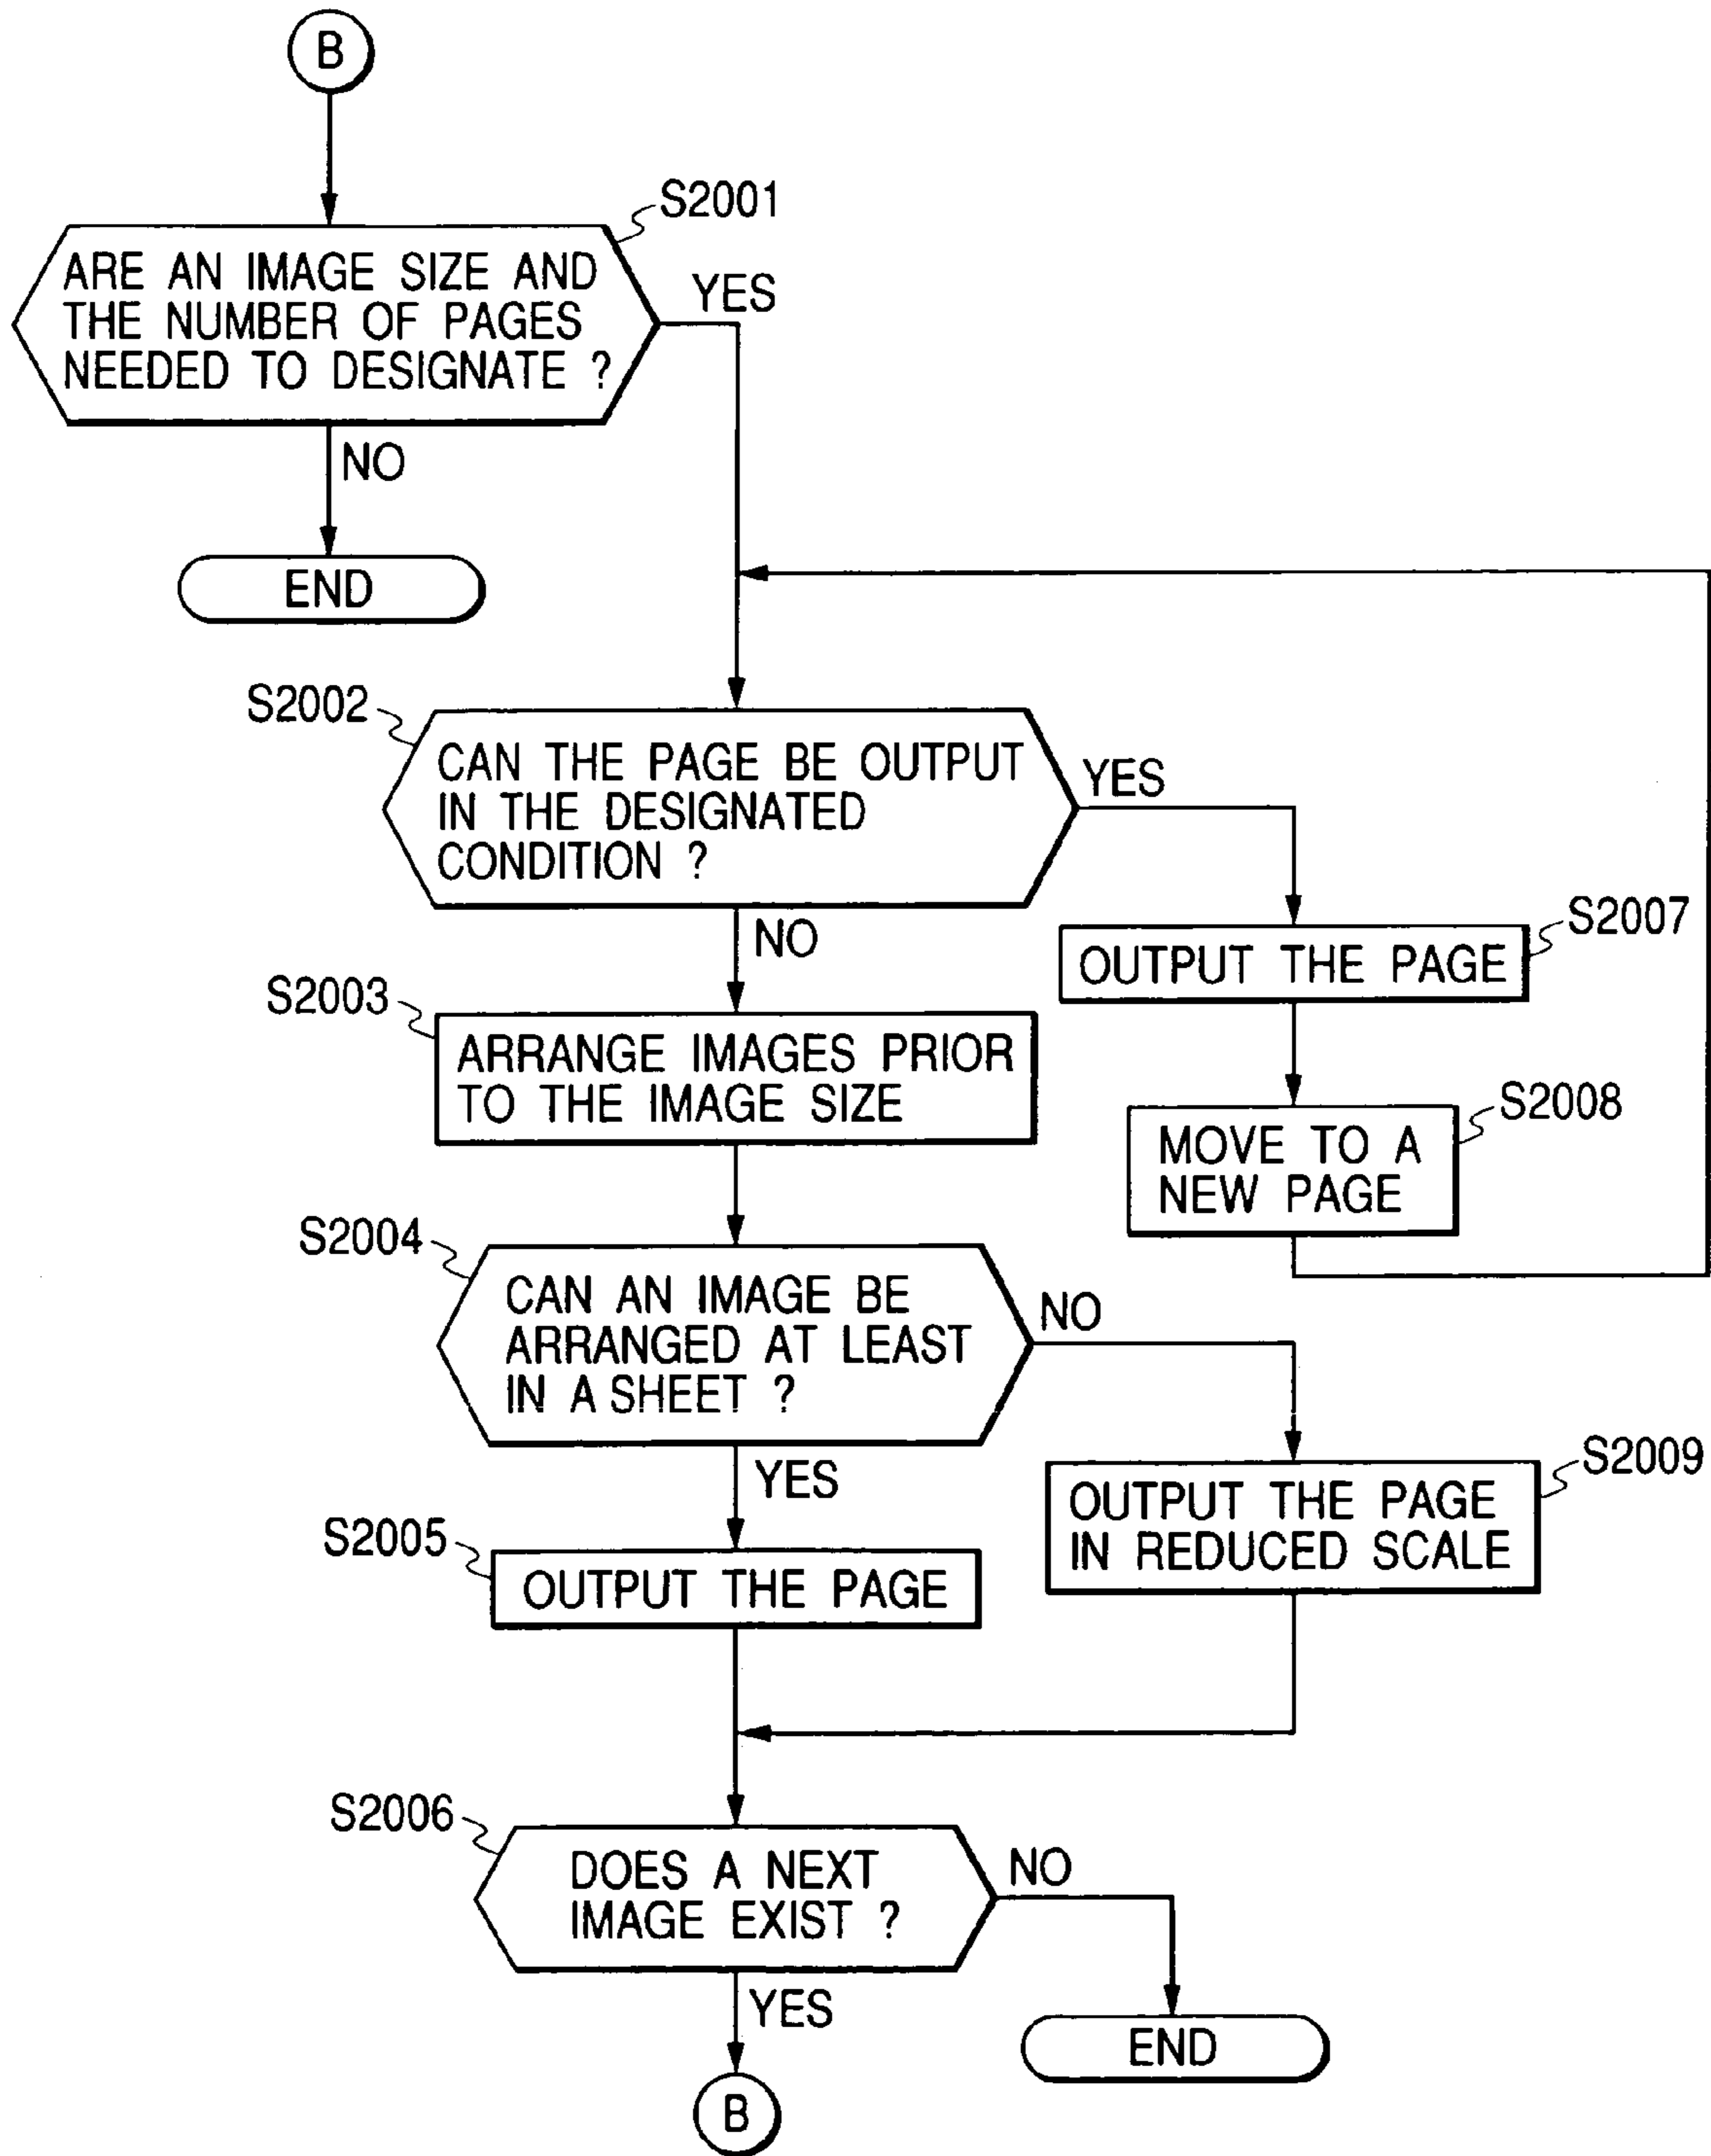 B
S2001
ARE AN IMAGE SIZE AND
THE NUMBER OF PAGES
NEEDED TO DESIGNATE ?
YES
NO
END
S2002
CAN THE PAGE BE OUTPUT
IN THE DESIGNATED
CONDITION ?
YES
NO
S2007
OUTPUT THE PAGE
S2003
ARRANGE IMAGES PRIOR
TO THE IMAGE SIZE
S2008
MOVE TO A
NEW PAGE
S2004
CAN AN IMAGE BE
ARRANGED AT LEAST
IN A SHEET ?
NO
YES
S2009
OUTPUT THE PAGE
IN REDUCED SCALE
S2005
OUTPUT THE PAGE
S2006
DOES A NEXT
IMAGE EXIST ?
NO
YES
END
B